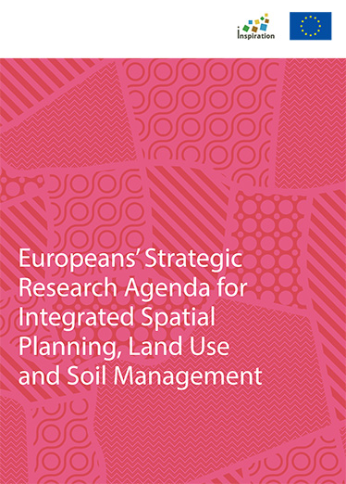 inspiration
Europeans' Strategic
Research Agenda for
Integrated Spatial
Planning, Land Use
and Soil Management